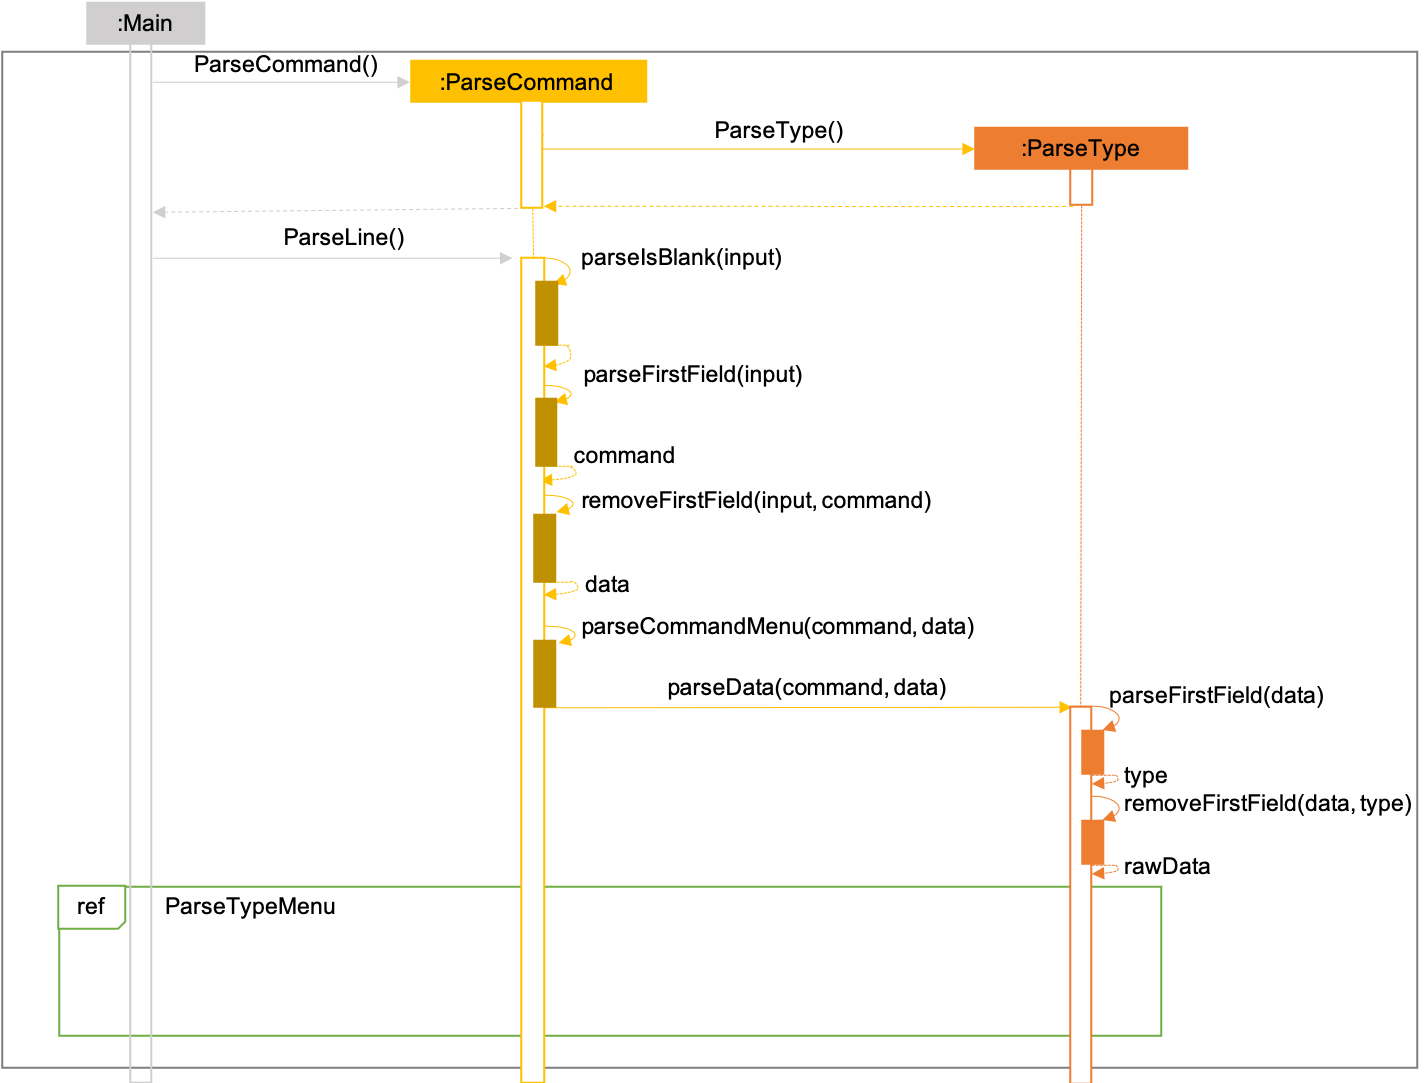 :Main
ParseCommand()
:ParseCommand
ParseType()
:ParseType
ParseLine()
parseIsBlank(input)
parseFirstField(input)
command
removeFirstField(input, command)
data
parseCommandMenu(command, data)
parseData(command, data)
parseFirstField(data)
type
removeFirstField(data, type)
rawData
ref
ParseTypeMenu